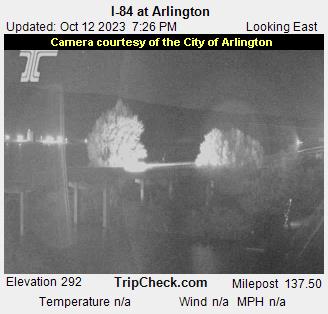 I-84 at Arlington
Updated: Oct 12 2023 7:26 PM Looking East
Camera courtesy of the City of Arlington
Elevation 292 TripCheck.com Milepost 137.50
Temperature n/a Wind n/a MPH n/a